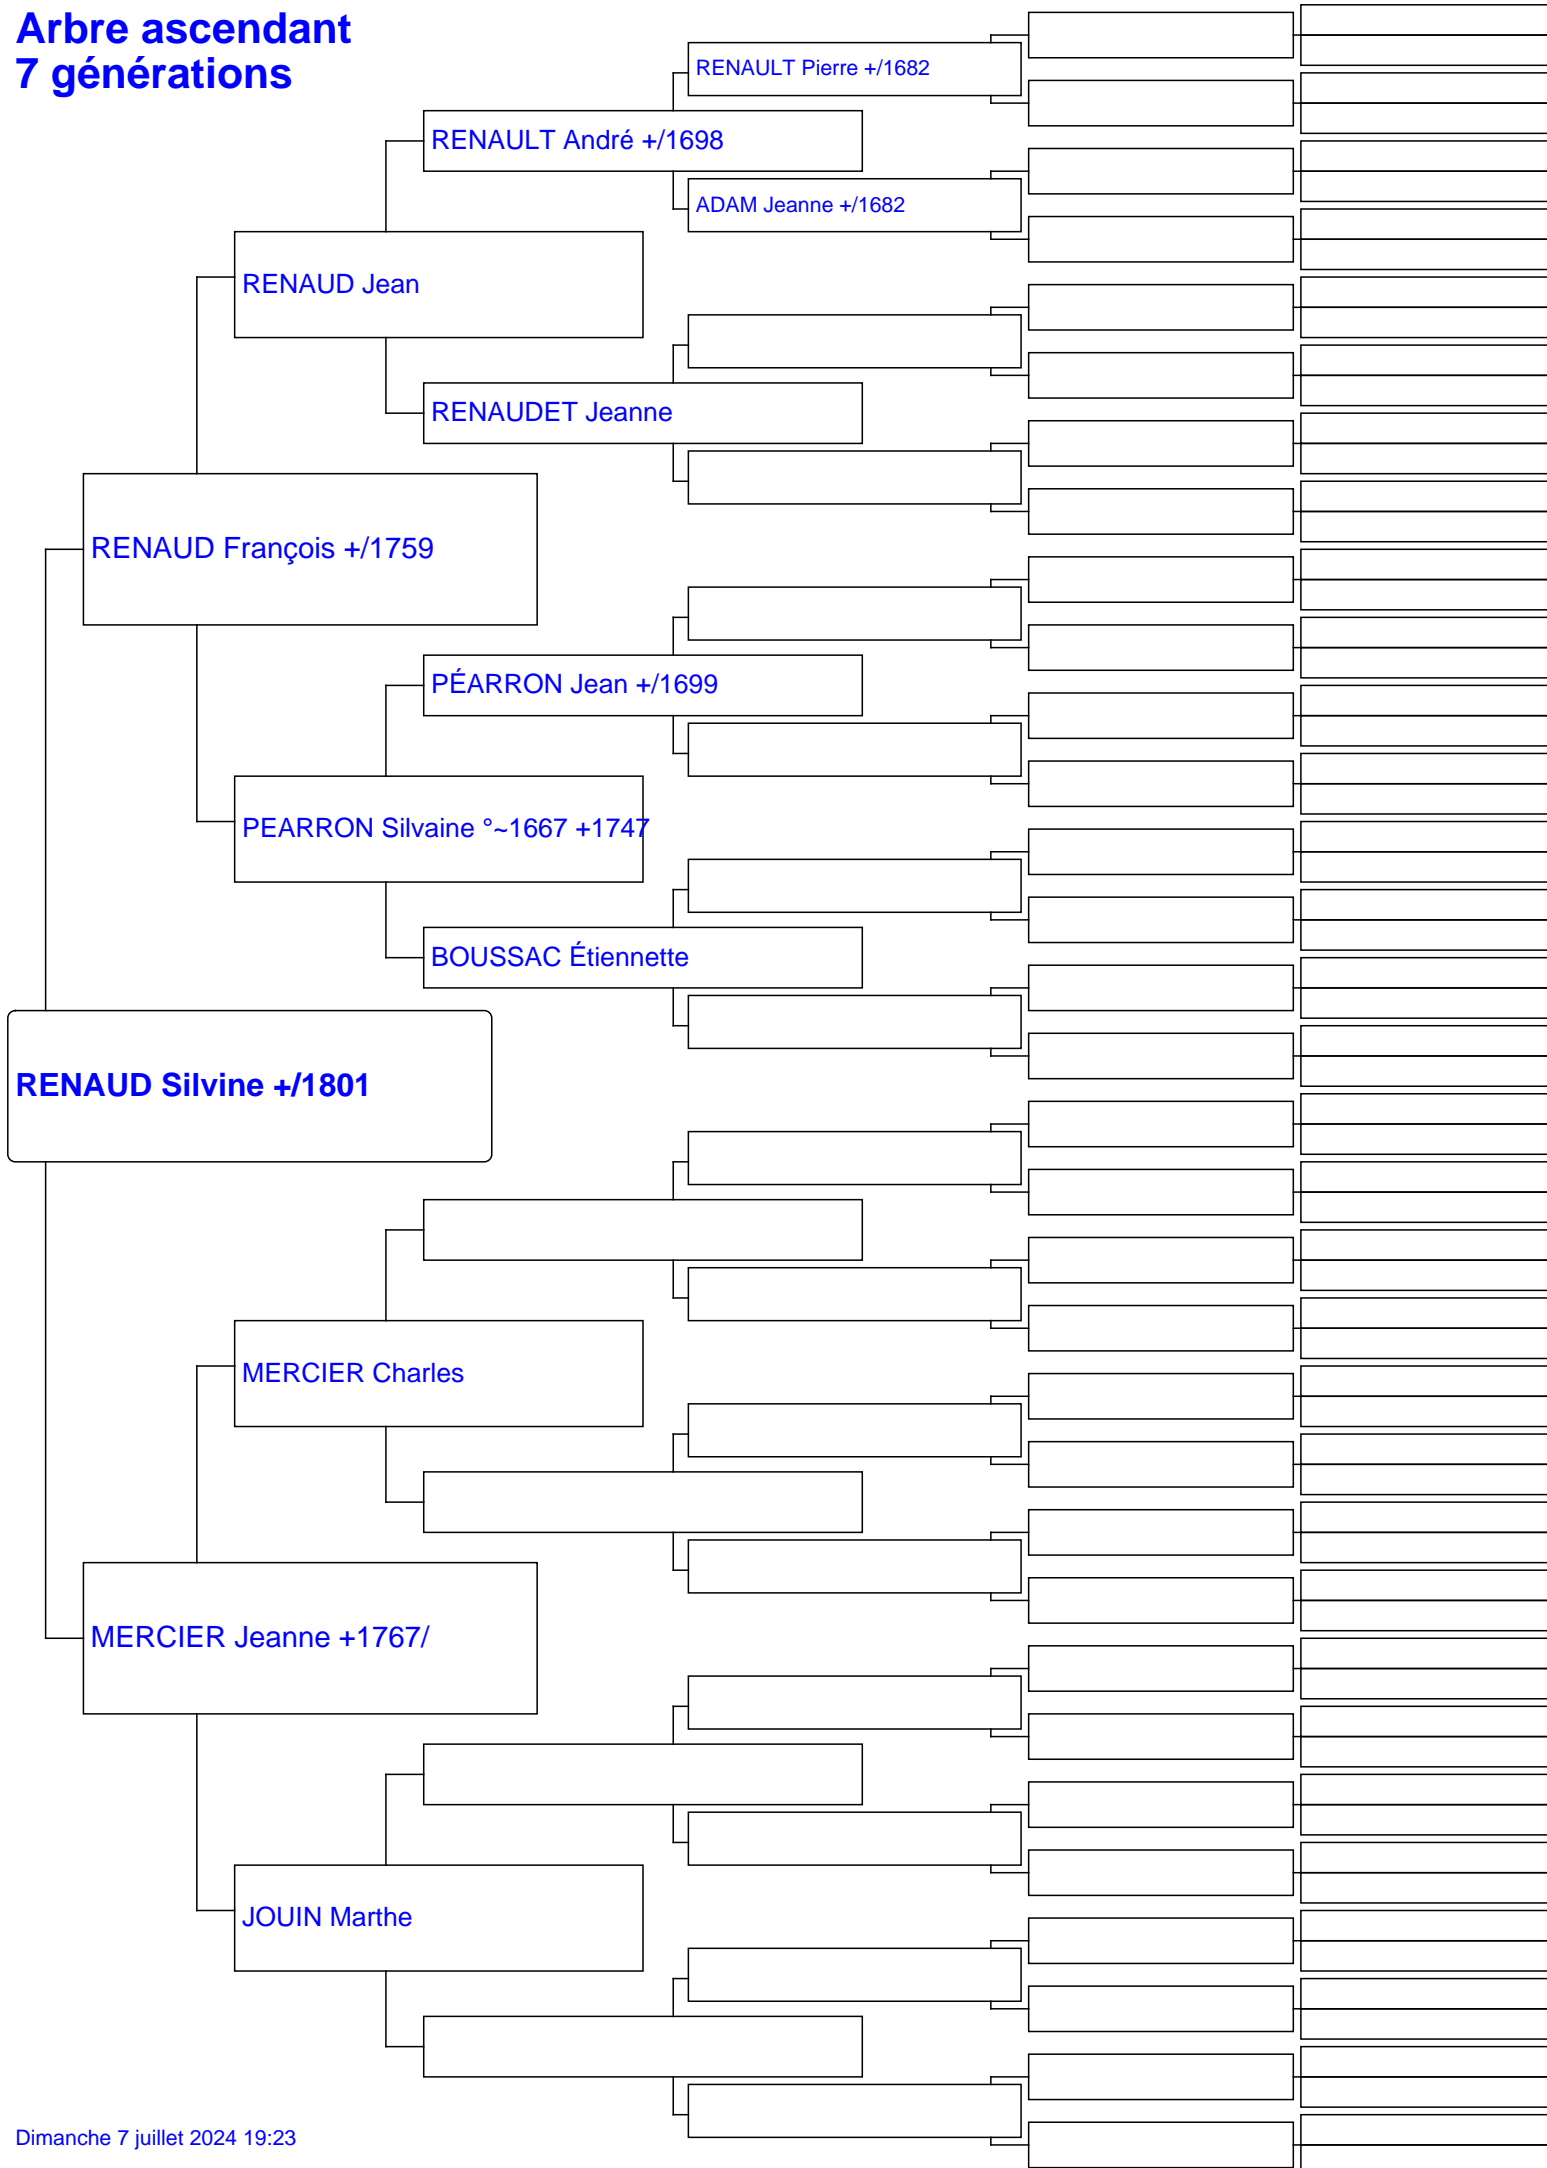 Arbre ascendant
7 générations
RENAULT Pierre +/1682
RENAULT André +/1698
ADAM Jeanne +/1682
RENAUD Jean
RENAUDET Jeanne
RENAUD François +/1759
PÉARRON Jean +/1699
PEARRON Silvaine °~1667 +1747
BOUSSAC Étiennette
RENAUD Silvine +/1801
MERCIER Charles
MERCIER Jeanne +1767/
JOUIN Marthe
Dimanche 7 juillet 2024 19:23